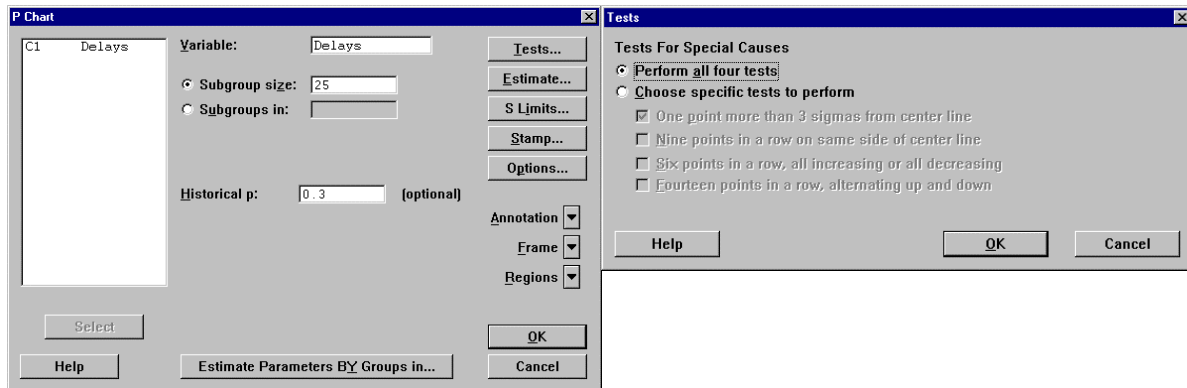 P Chart
C1 Delays
Variable: Delays
Subgroup size: 25
Subgroups in:
Historical p: 0.3 (optional)
Tests...
Estimate...
S Limits...
Stamp...
Options...
Annotation
Frame
Regions
Select
OK
Help
Estimate Parameters BY Groups in...
Cancel
Tests
Tests For Special Causes
Perform all four tests
Choose specific tests to perform
One point more than 3 sigmas from center line
Nine points in a row on same side of center line
Six points in a row, all increasing or all decreasing
Fourteen points in a row, alternating up and down
Help
OK
Cancel